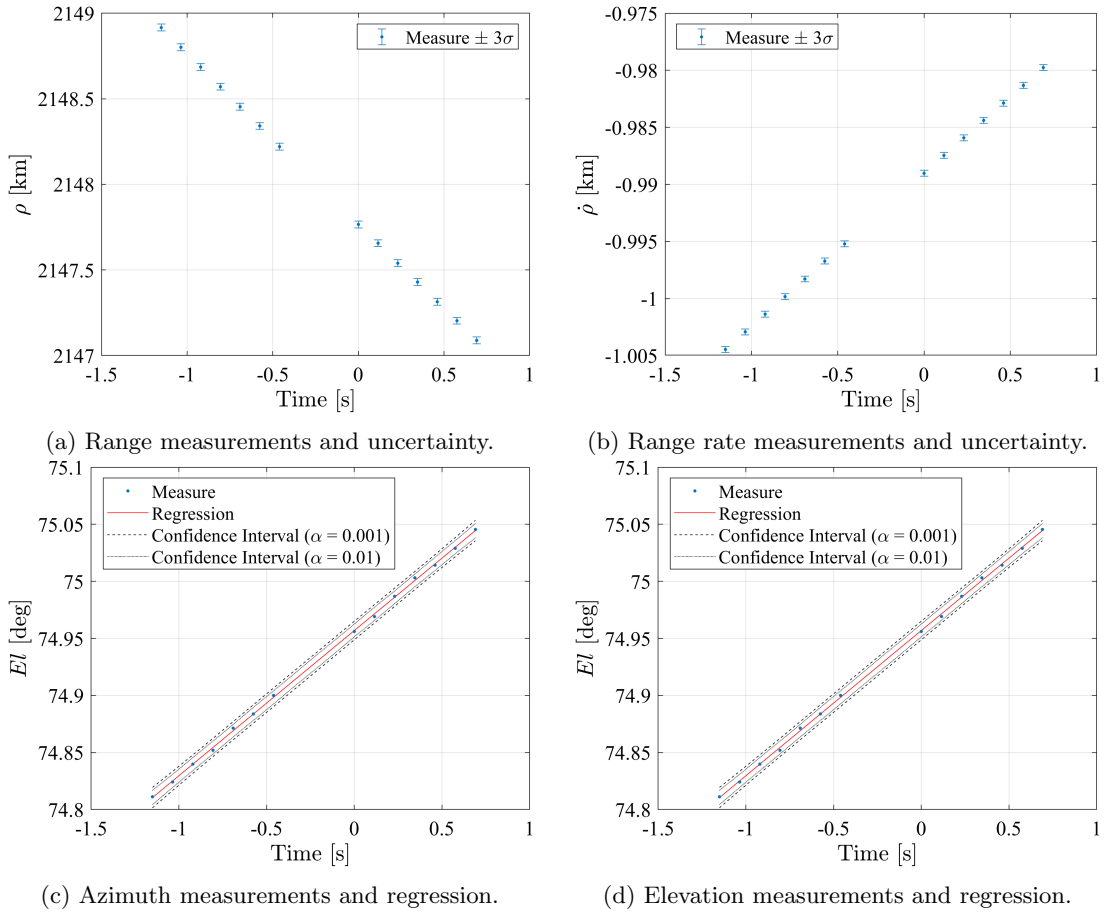 2149
2148.5
2148
2147.5
2147
ρ [km]
Measure ± 3σ
-1.5 -1 -0.5 0 0.5 1
Time [s]
(a) Range measurements and uncertainty.
-0.975
-0.98
-0.985
-0.99
-0.995
-1
-1.005
ρ̇ [km]
Measure ± 3σ
-1.5 -1 -0.5 0 0.5 1
Time [s]
(b) Range rate measurements and uncertainty.
75.1
75.05
75
74.95
74.9
74.85
74.8
El [deg]
Measure
Regression
Confidence Interval (α = 0.001)
Confidence Interval (α = 0.01)
-1.5 -1 -0.5 0 0.5 1
Time [s]
(c) Azimuth measurements and regression.
75.1
75.05
75
74.95
74.9
74.85
74.8
El [deg]
Measure
Regression
Confidence Interval (α = 0.001)
Confidence Interval (α = 0.01)
-1.5 -1 -0.5 0 0.5 1
Time [s]
(d) Elevation measurements and regression.